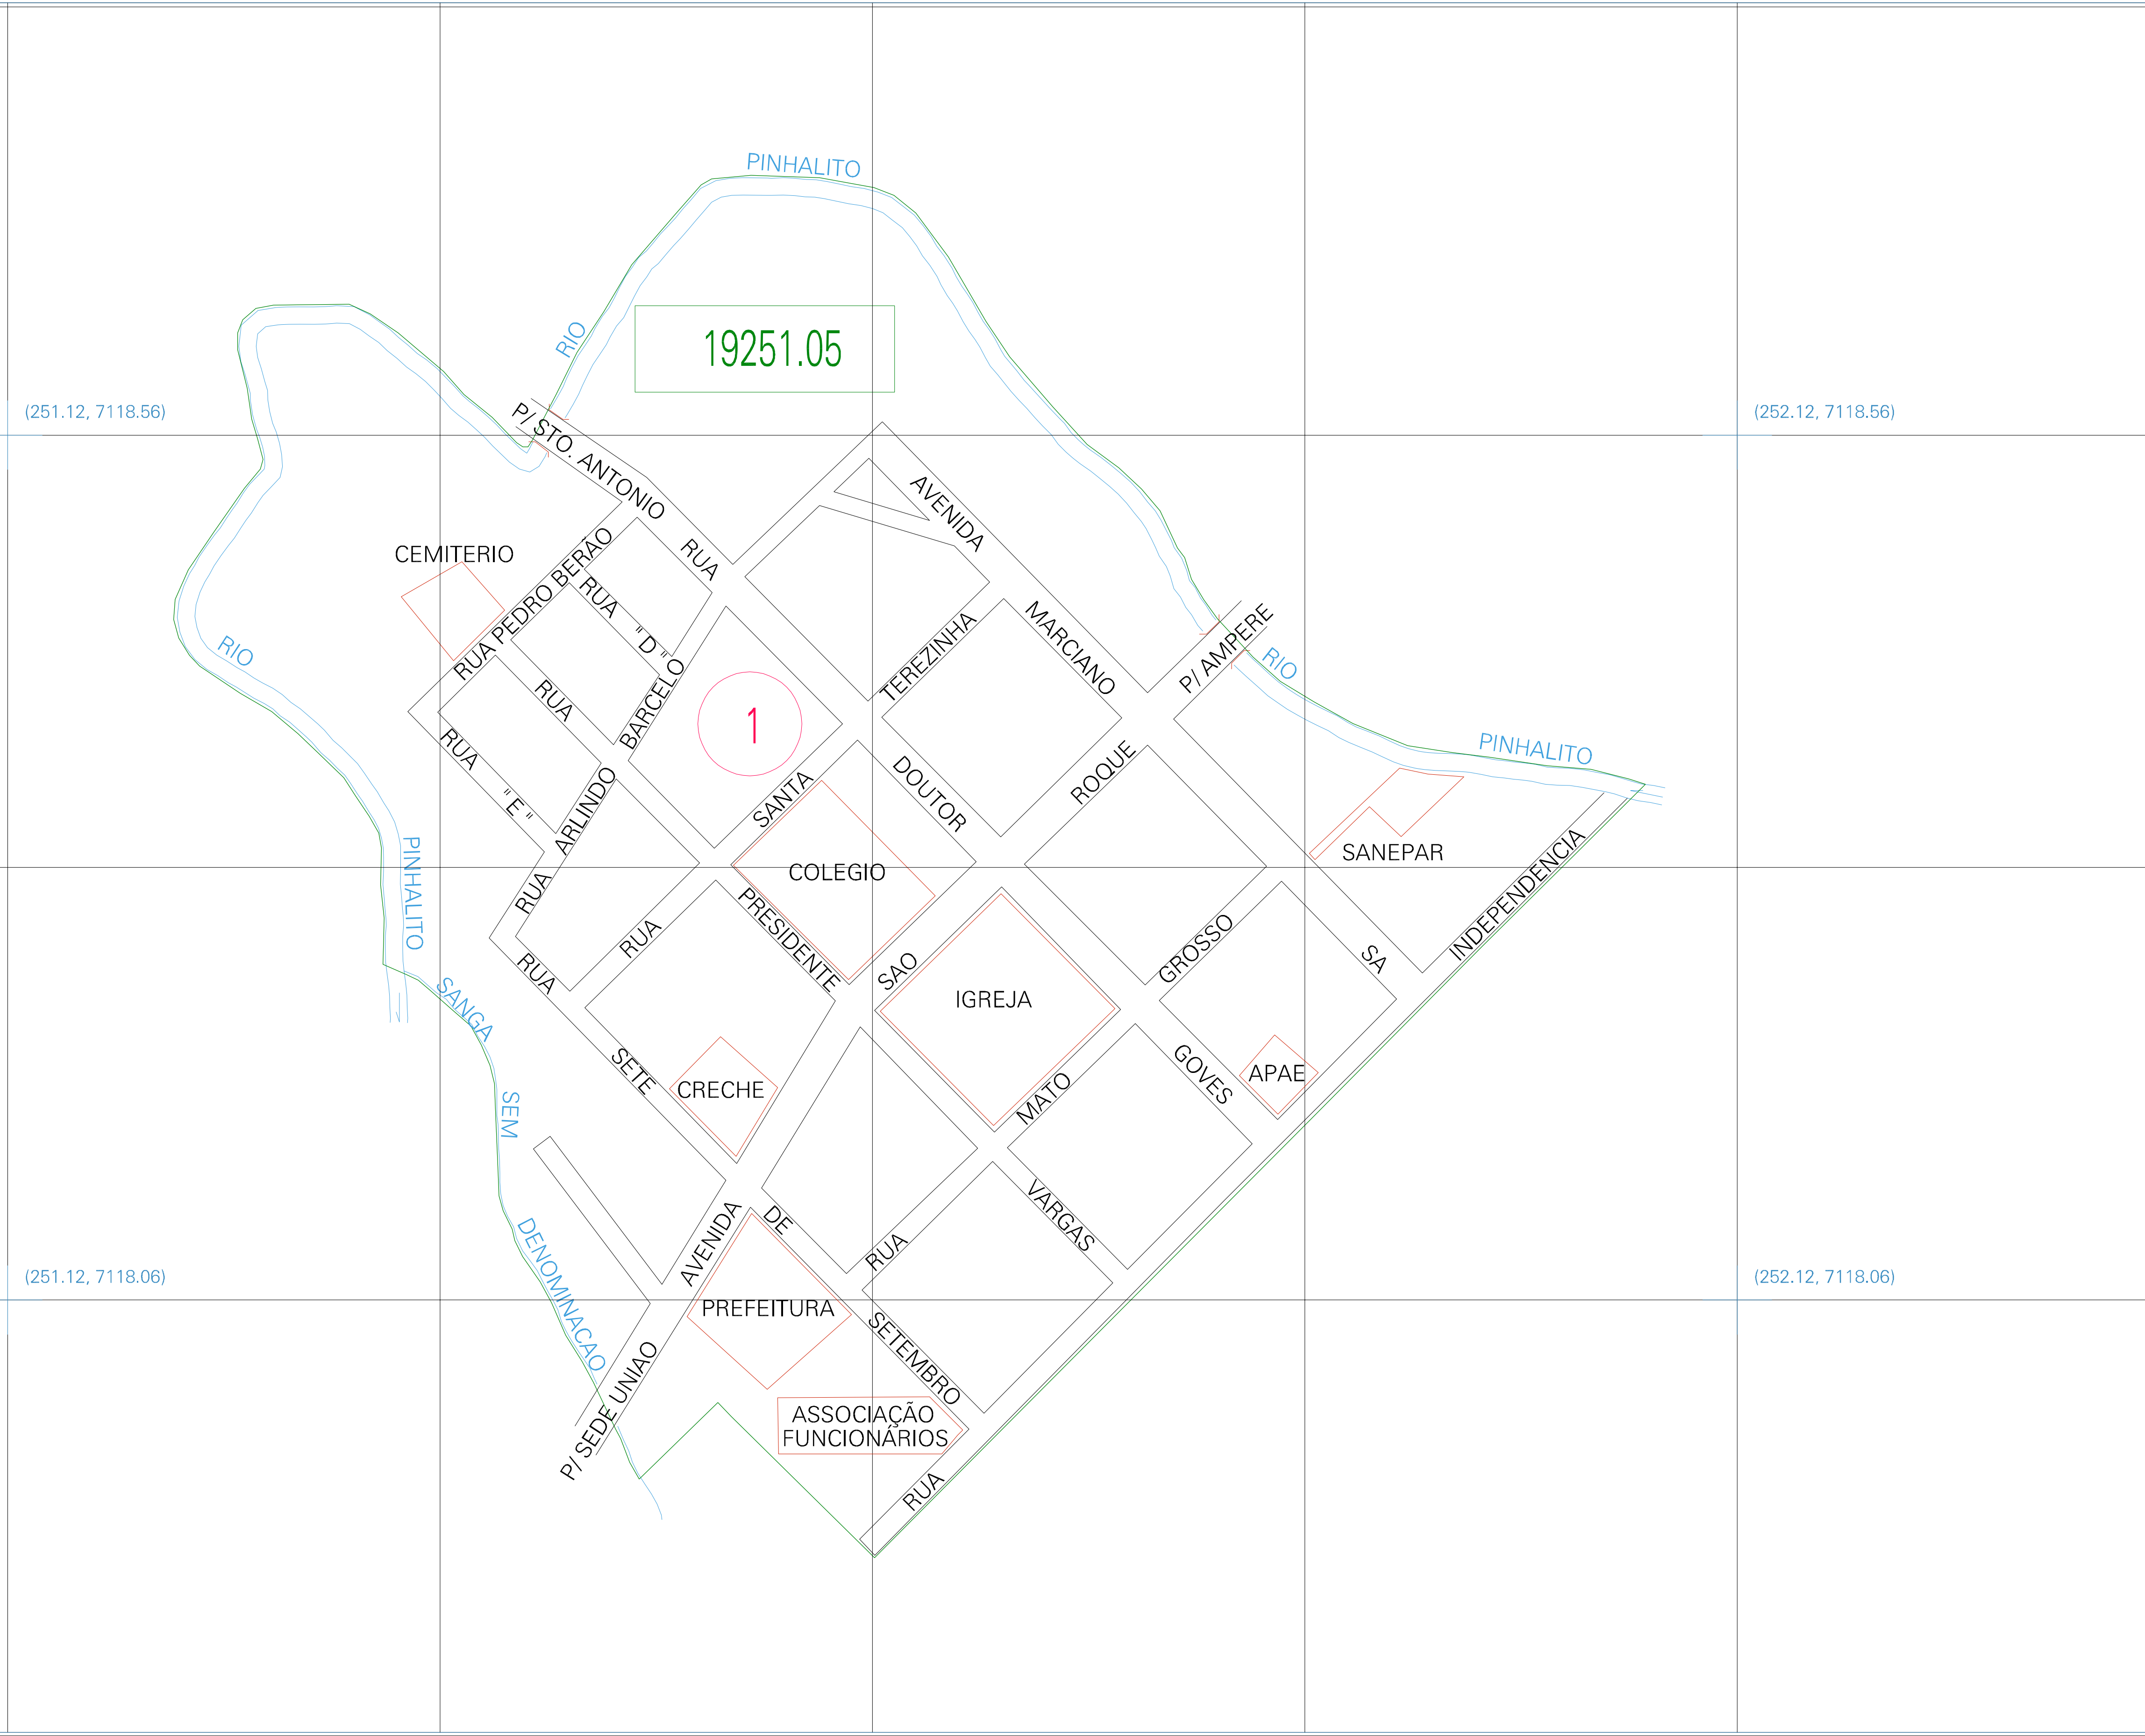 PINHALITO
RIO
19251.05
(251.12, 7118.56)
(252.12, 7118.56)
P/ STO. ANTONIO
AVENIDA
RUA
CEMITERIO
RUA PEDRO BERÃO
RUA
"D"
TEREZINHA
MARCIANO
P/ AMPERE
RIO
RIO
RUA
BARCELO
1
PINHALITO
RUA
"E"
ARLINDO
SANTA
DOUTOR
ROQUE
SANEPAR
INDEPENDENCIA
PINHALITO
COLEGIO
RUA
RUA
PRESIDENTE
SAO
GROSSO
SA
RUA
IGREJA
SANGA
SETE
CRECHE
MATO
GOVES
APAE
SEM
DENOMINACAO
AVENIDA
DE
RUA
VARGAS
(251.12, 7118.06)
(252.12, 7118.06)
PREFEITURA
SETEMBRO
P/ SEDE UNIAO
ASSOCIAÇÃO
FUNCIONÁRIOS
RUA